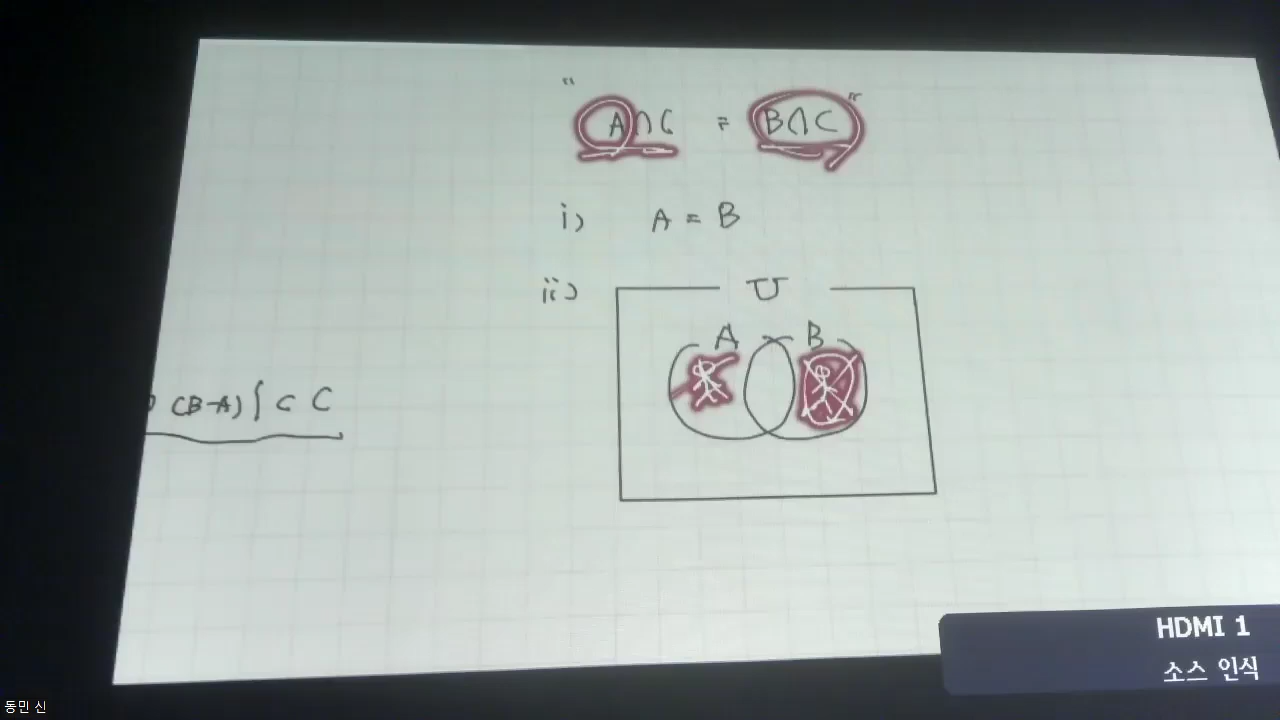 "A∩C = B∩C"
i) A = B
ii) U
A B
(B-A)} ⊂ C
HDMI 1
소스 인식
동민 신